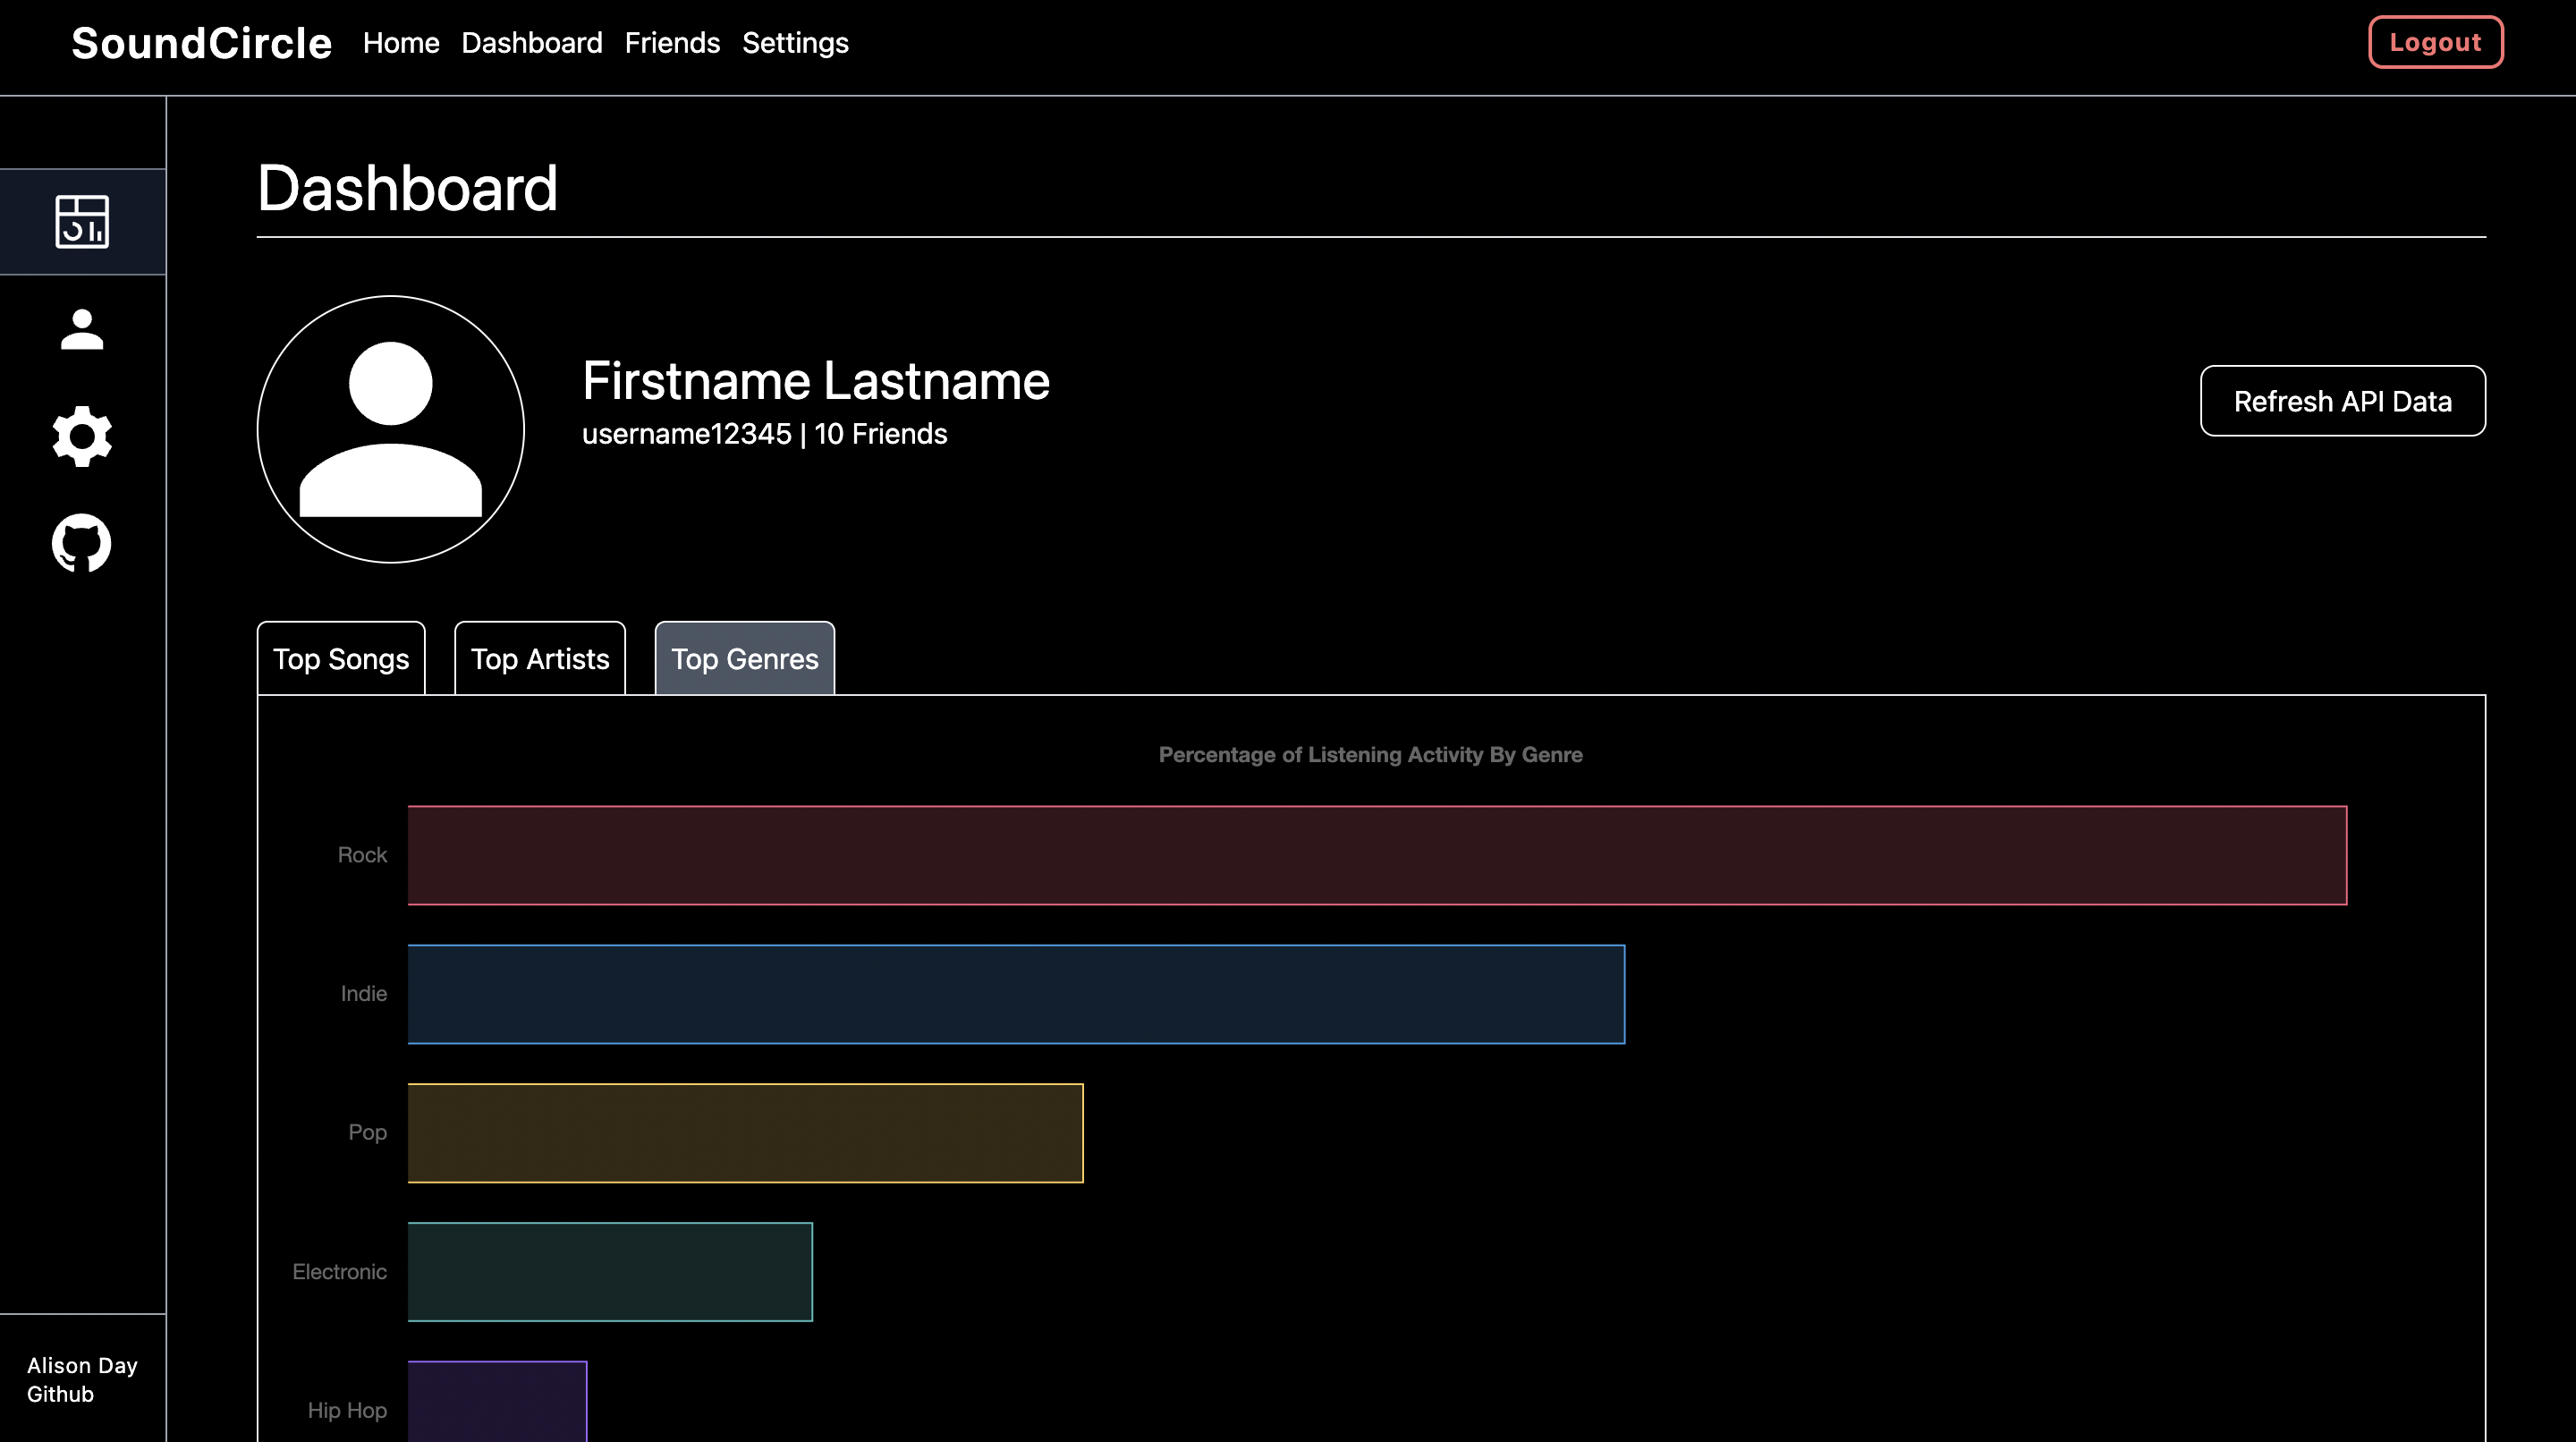 SoundCircle Home Dashboard Friends Settings Logout
Dashboard
Firstname Lastname
username12345 | 10 Friends
Refresh API Data
Top Songs Top Artists Top Genres
Percentage of Listening Activity By Genre
Rock
Indie
Pop
Electronic
Hip Hop
Alison Day
Github